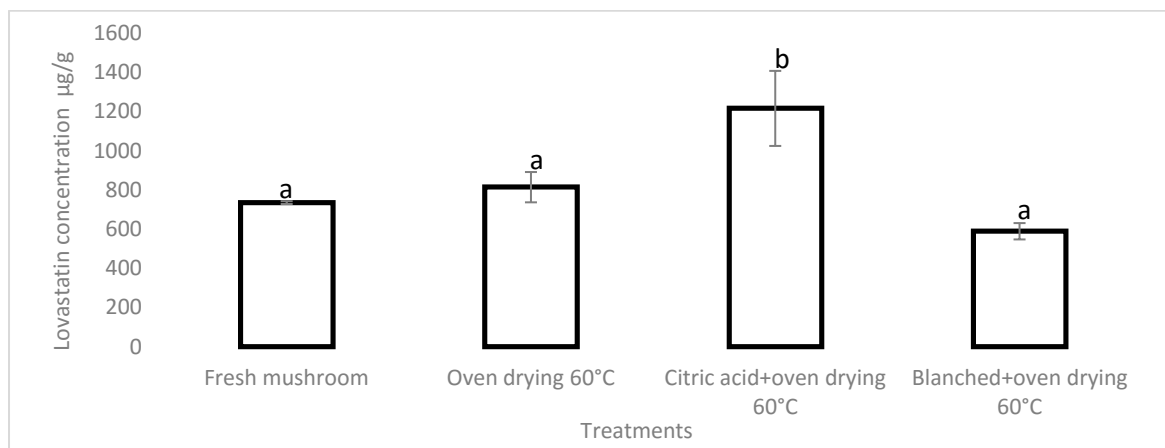 Lovastatin concentration µg/g
1600
1400
1200
1000
800
600
400
200
0
a
a
b
a
Fresh mushroom
Oven drying 60°C
Citric acid+oven drying
60°C
Blanched+oven drying
60°C
Treatments